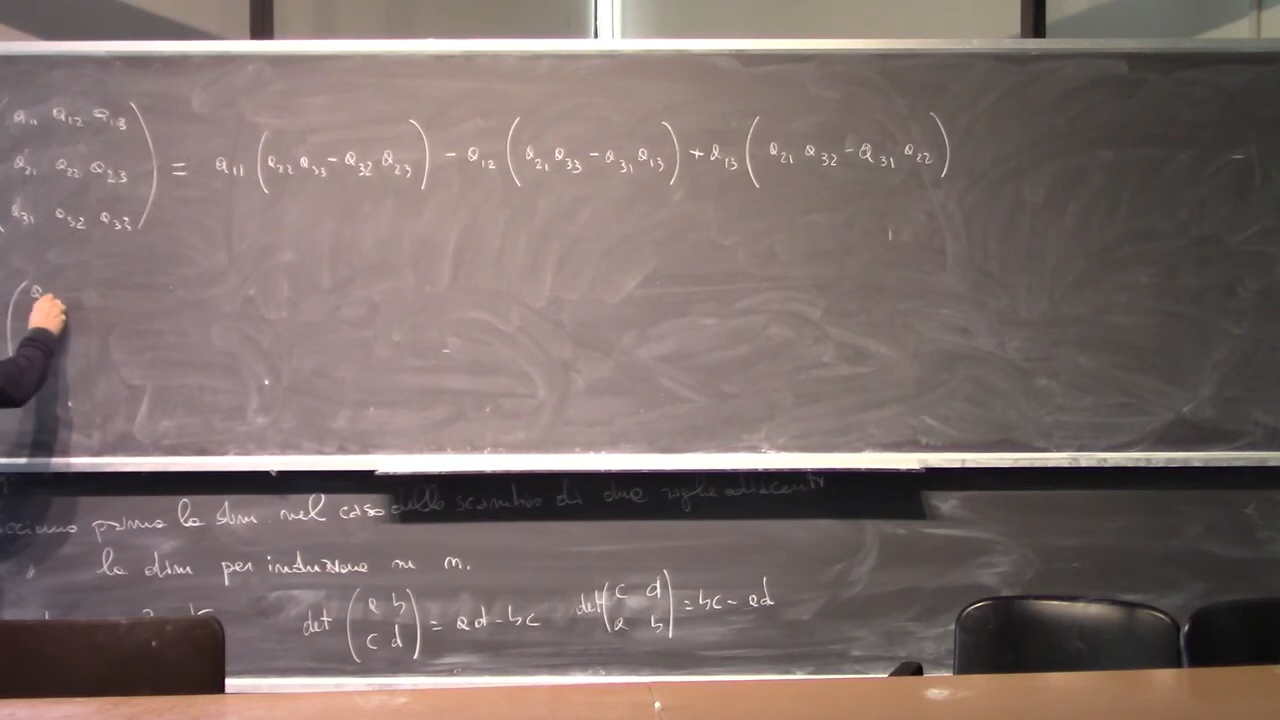 a11 a12 a13
a21 a22 a23
a31 a32 a33
= a11 (a22 a33 - a32 a23) - a12 (a21 a33 - a31 a13) + a13 (a21 a32 - a31 a22)
(a
cciamo prima la dim. nel caso dello scambio di due righe adiacenti.
" la dim per induzione su n.
det (a b c d) = ad - bc det (c d a b) = bc - ad